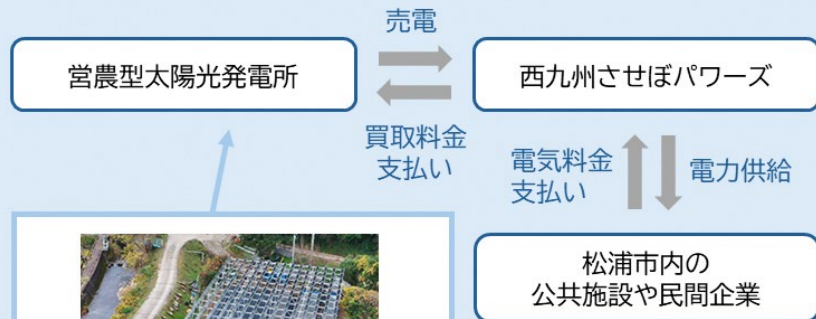 売電
営農型太陽光発電所
西九州させぼパワーズ
買取料金
支払い
電気料金
支払い
電力供給
松浦市内の
公共施設や民間企業